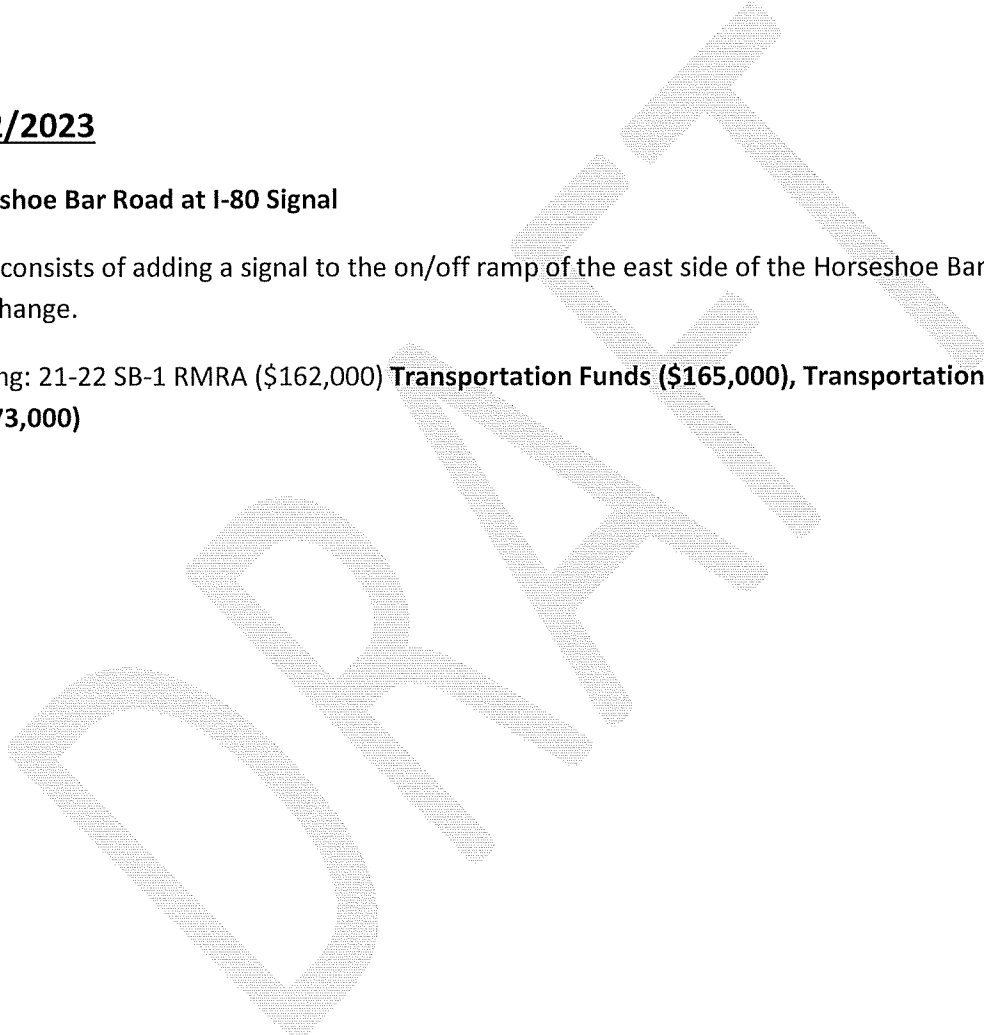 2/2023
shoe Bar Road at I-80 Signal
consists of adding a signal to the on/off ramp of the east side of the Horseshoe Bar
hange.
ng: 21-22 SB-1 RMRA ($162,000) Transportation Funds ($165,000), Transportation
73,000)
DRAFT